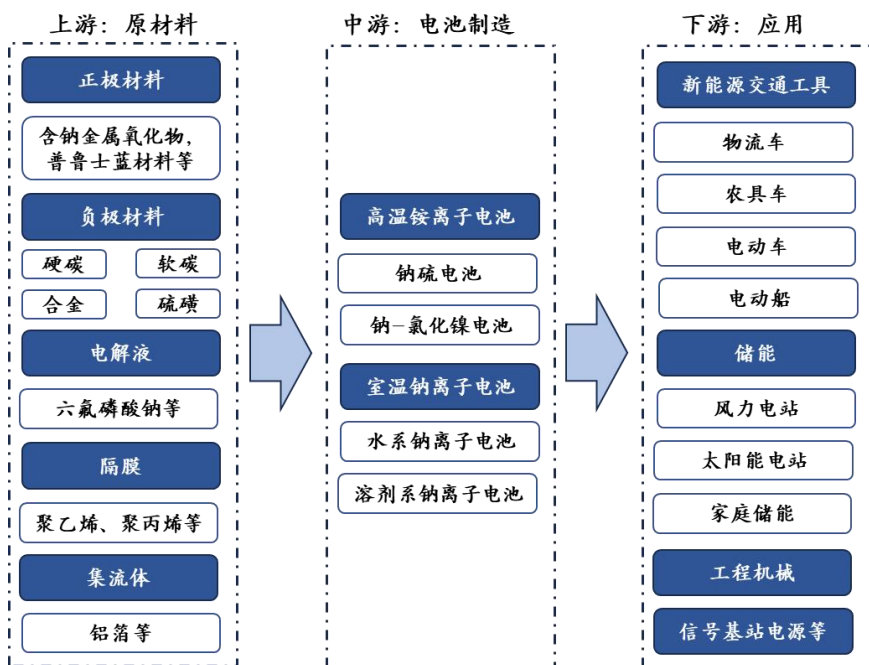 上游：原材料
正极材料
含钠金属氧化物，
普鲁士蓝材料等
负极材料
硬碳
软碳
合金
硫磺
电解液
六氟磷酸钠等
隔膜
聚乙烯、聚丙烯等
集流体
铝箔等
中游：电池制造
高温铵离子电池
钠硫电池
钠-氯化镍电池
室温钠离子电池
水系钠离子电池
溶剂系钠离子电池
下游：应用
新能源交通工具
物流车
农具车
电动车
电动船
储能
风力电站
太阳能电站
家庭储能
工程机械
信号基站电源等